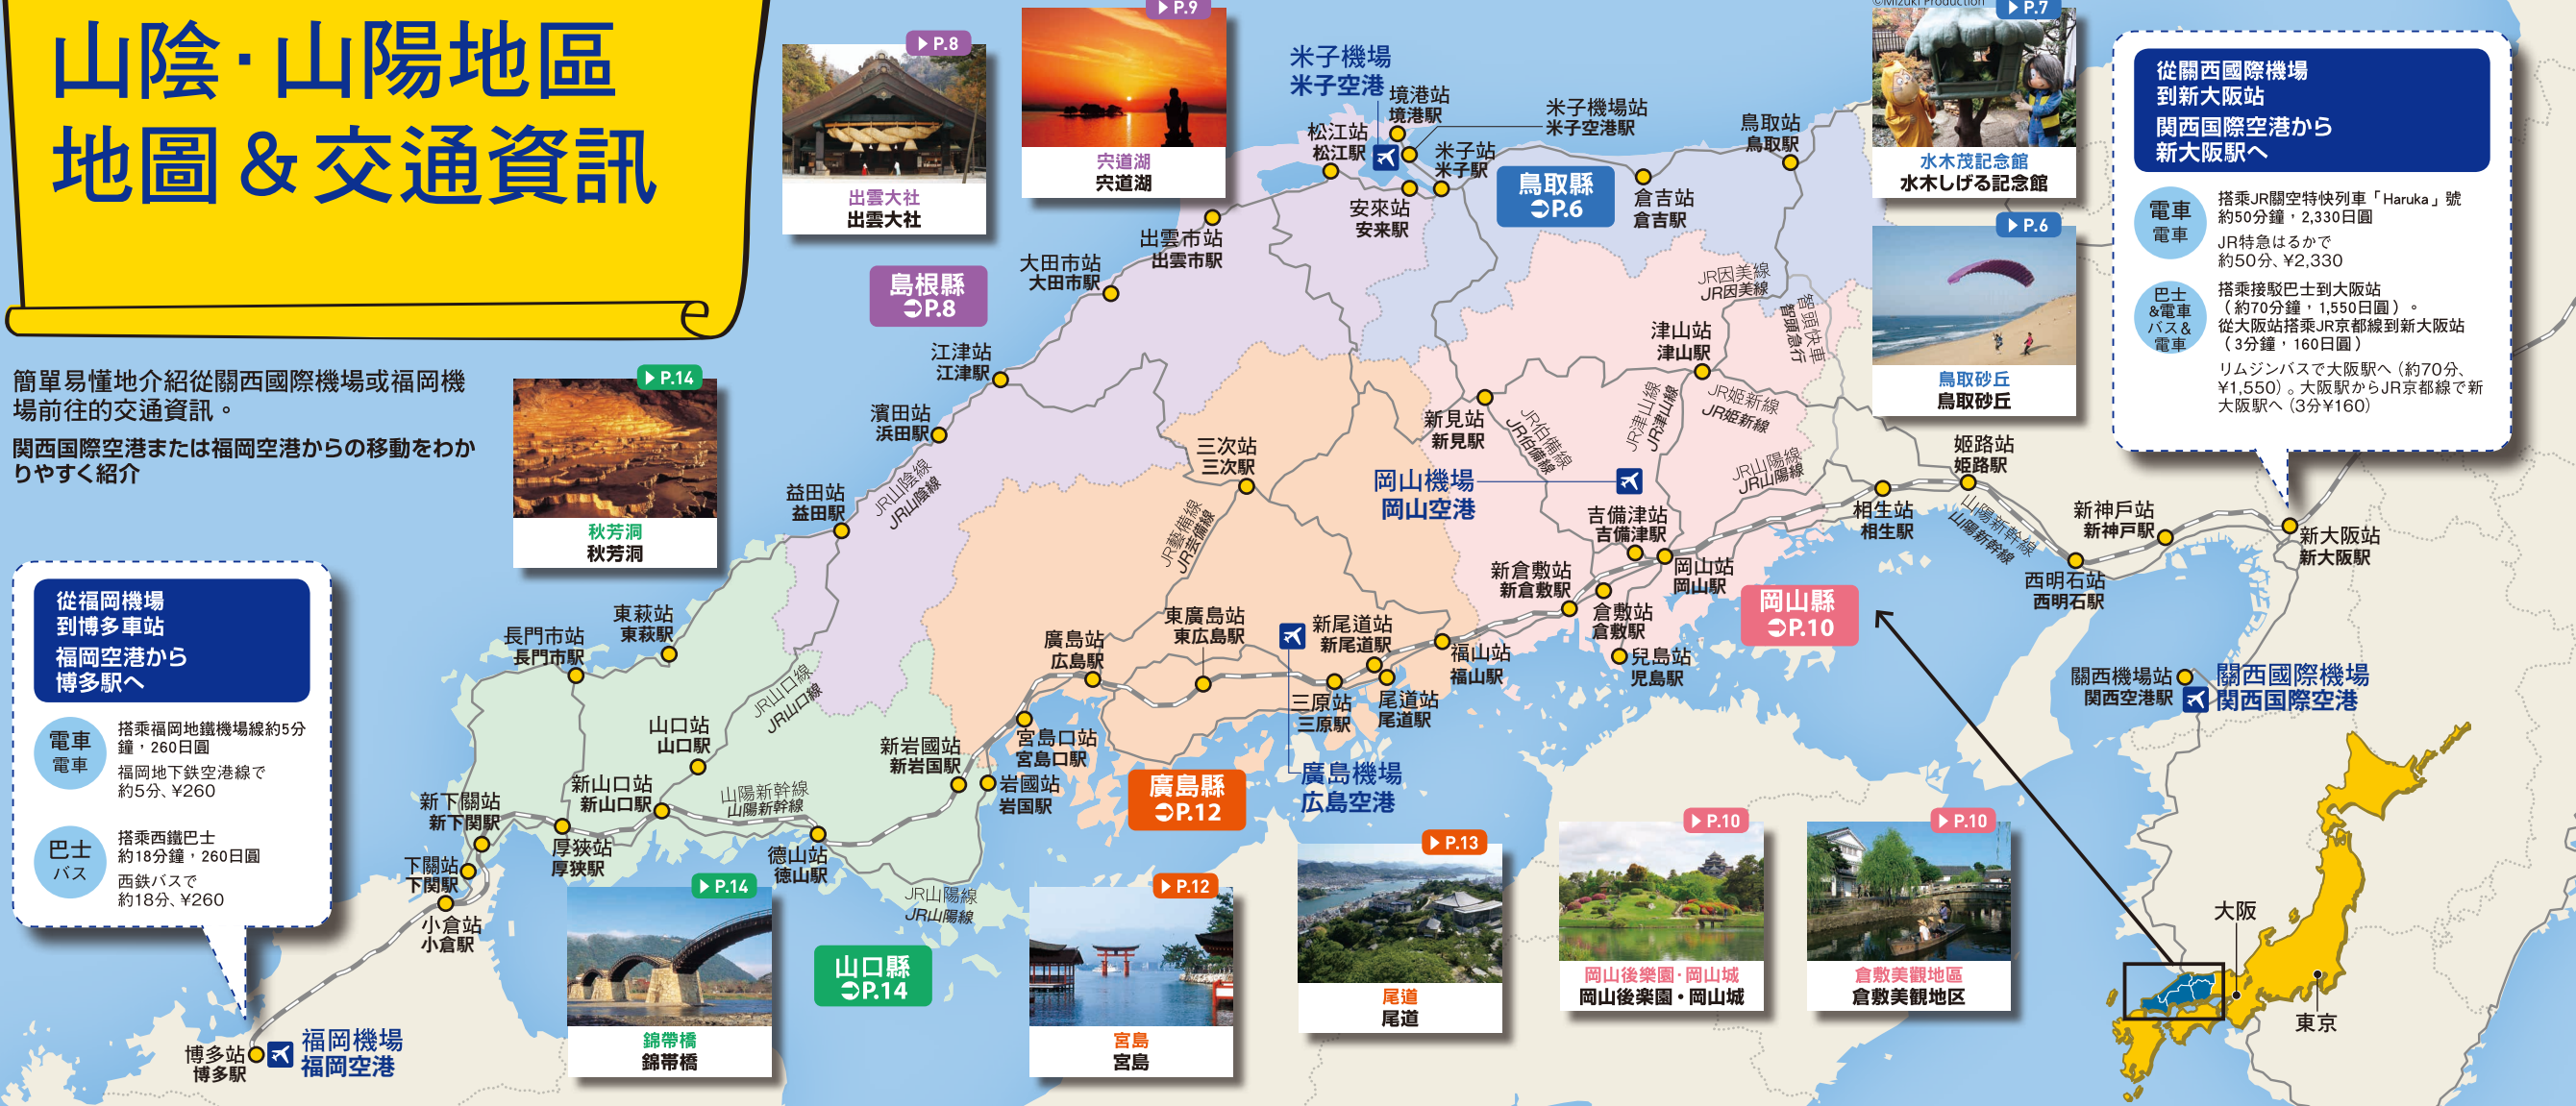 山陰·山陽地區
地圖＆交通資訊
簡單易懂地介紹從關西國際機場或福岡機
場前往的交通資訊。
関西国際空港または福岡空港からの移動をわか
りやすく紹介
▶P.8
出雲大社
出雲大社
▶P.9
宍道湖
宍道湖
©Mizuki Production
▶P.7
水木茂記念館
水木しげる記念館
▶P.6
鳥取砂丘
鳥取砂丘
▶P.14
秋芳洞
秋芳洞
從關西國際機場
到新大阪站
関西国際空港から
新大阪駅へ
電車
電車
搭乘JR關空特快列車「Haruka」號
約50分鐘，2,330日圓
JR特急はるかで
約50分、¥2,330
巴士
&電車
バス&
電車
搭乘接駁巴士到大阪站
（約70分鐘，1,550日圓）。
從大阪站搭乘JR京都線到新大阪站
（3分鐘，160日圓）
リムジンバスで大阪駅へ（約70分、
¥1,550）。大阪駅からJR京都線で新
大阪駅へ（3分¥160）
從福岡機場
到博多車站
福岡空港から
博多駅へ
電車
電車
搭乘福岡地鐵機場線約5分
鐘，260日圓
福岡地下鉄空港線で
約5分、¥260
巴士
バス
搭乘西鐵巴士
約18分鐘，260日圓
西鉄バスで
約18分、¥260
米子機場
米子空港
境港站
境港駅
米子機場站
米子空港駅
松江站
松江駅
米子站
米子駅
安來站
安来駅
鳥取縣
➲P.6
倉吉站
倉吉駅
鳥取站
鳥取駅
出雲市站
出雲市駅
大田市站
大田市駅
島根縣
➲P.8
江津站
江津駅
濱田站
浜田駅
益田站
益田駅
JR山陰線
JR山陰線
JR因美線
JR因美線
智頭快車
智頭急行
津山站
津山駅
JR津山線
JR津山線
JR姬新線
JR姫新線
新見站
新見駅
JR伯備線
JR伯備線
JR山陽線
JR山陽線
岡山機場
岡山空港
吉備津站
吉備津駅
岡山站
岡山駅
新倉敷站
新倉敷駅
倉敷站
倉敷駅
兒島站
児島駅
岡山縣
➲P.10
姬路站
姫路駅
相生站
相生駅
山陽新幹線
山陽新幹線
新神戶站
新神戸駅
西明石站
西明石駅
新大阪站
新大阪駅
關西機場站
関西空港駅
關西國際機場
関西国際空港
三次站
三次駅
JR藝備線
JR芸備線
廣島站
広島駅
東廣島站
東広島駅
新尾道站
新尾道駅
福山站
福山駅
三原站
三原駅
尾道站
尾道駅
廣島機場
広島空港
廣島縣
➲P.12
宮島口站
宮島口駅
新岩國站
新岩国駅
岩國站
岩国駅
東萩站
東萩駅
長門市站
長門市駅
山口站
山口駅
JR山口線
JR山口線
新山口站
新山口駅
山陽新幹線
山陽新幹線
德山站
徳山駅
厚狹站
厚狭駅
新下關站
新下関駅
下關站
下関駅
小倉站
小倉駅
博多站
博多駅
福岡機場
福岡空港
JR山陽線
JR山陽線
山口縣
➲P.14
▶P.14
錦帶橋
錦帯橋
▶P.12
宮島
宮島
▶P.13
尾道
尾道
▶P.10
岡山後樂園·岡山城
岡山後楽園・岡山城
▶P.10
倉敷美觀地區
倉敷美観地区
大阪
東京